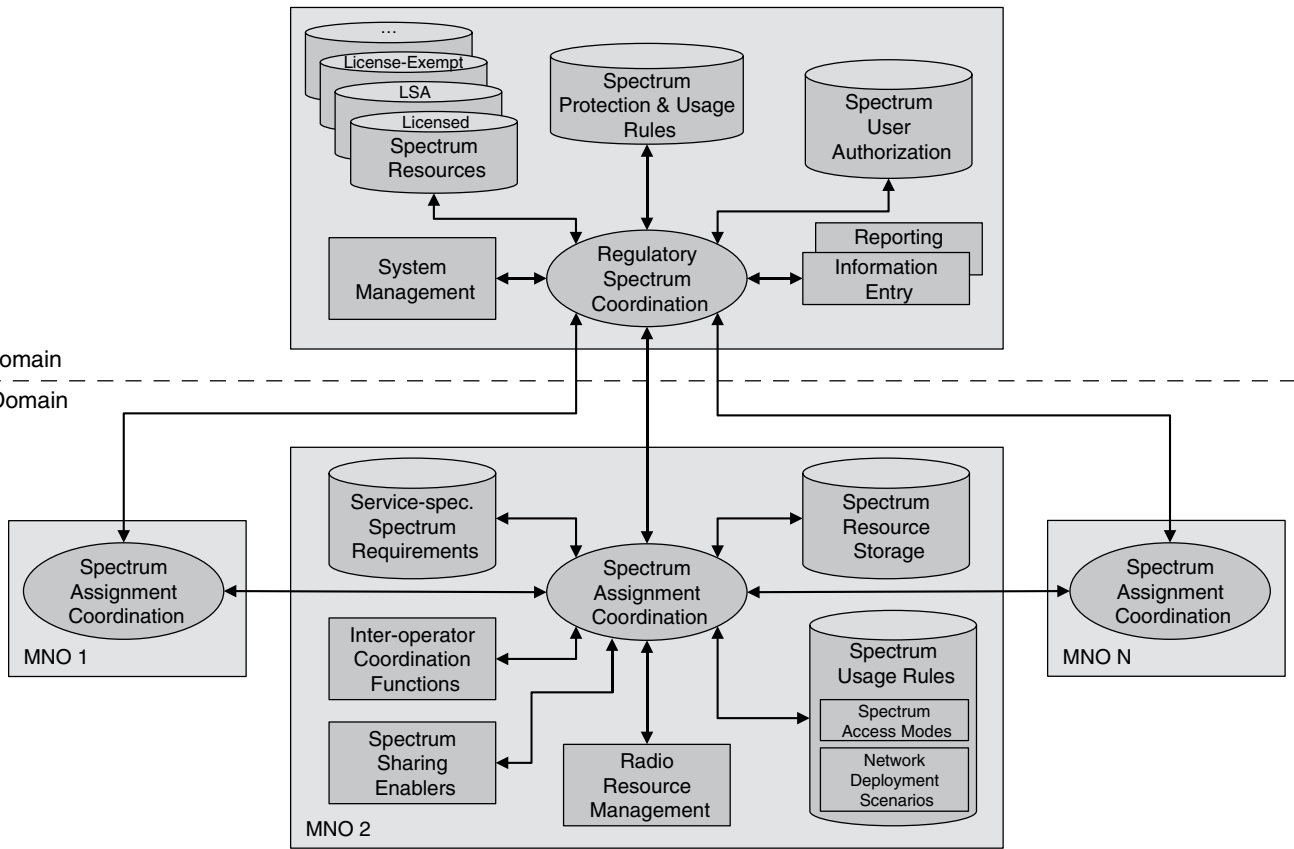 ...
License-Exempt
LSA
Licensed
Spectrum
Resources
Spectrum
Protection & Usage
Rules
Spectrum
User
Authorization
System
Management
Regulatory
Spectrum
Coordination
Reporting
Information
Entry
Domain
Service-spec.
Spectrum
Requirements
Spectrum
Resource
Storage
Spectrum
Assignment
Coordination
MNO 1
Spectrum
Assignment
Coordination
Spectrum
Assignment
Coordination
MNO N
Inter-operator
Coordination
Functions
Spectrum
Sharing
Enablers
Radio
Resource
Management
Spectrum
Usage Rules
Spectrum
Access Modes
Network
Deployment
Scenarios
MNO 2